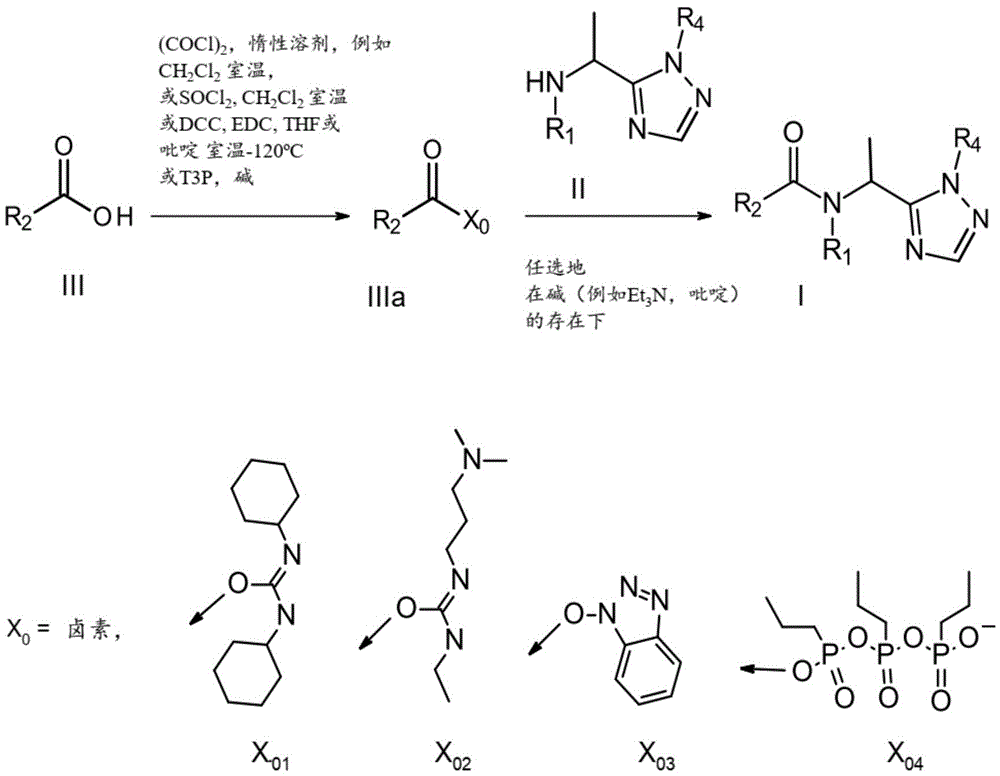 (COCl)₂，惰性溶剂，例如
CH₂Cl₂ 室温，
或SOCl₂, CH₂Cl₂ 室温
或DCC, EDC, THF或
吡啶 室温-120ºC
或T3P，碱
O
R₂
OH
III
O
R₂
X₀
IIIa
HN
R₁
R₄
N
N
N
II
任选地
在碱（例如Et₃N，吡啶）
的存在下
O
R₂
N
R₁
R₄
N
N
N
I
X₀ = 卤素，
O
N
N
X₀₁
N
O
N
N
X₀₂
O
N
N
N
X₀₃
O
P
O
O
P
O
O
P
O
O⁻
X₀₄